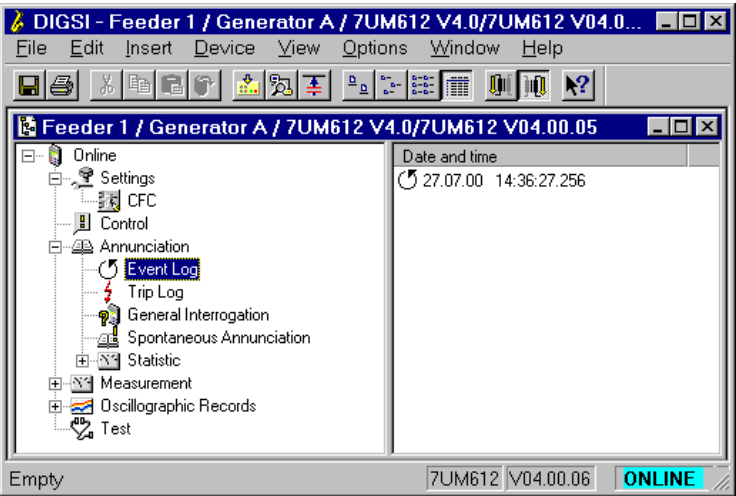 DIGSI - Feeder 1 / Generator A / 7UM612 V4.0/7UM612 V04.0...
File Edit Insert Device View Options Window Help
Feeder 1 / Generator A / 7UM612 V4.0/7UM612 V04.00.05
Online
Settings
CFC
Control
Annunciation
Event Log
Trip Log
General Interrogation
Spontaneous Annunciation
Statistic
Measurement
Oscillographic Records
Test
Date and time
27.07.00 14:36:27.256
Empty 7UM612 V04.00.06 ONLINE